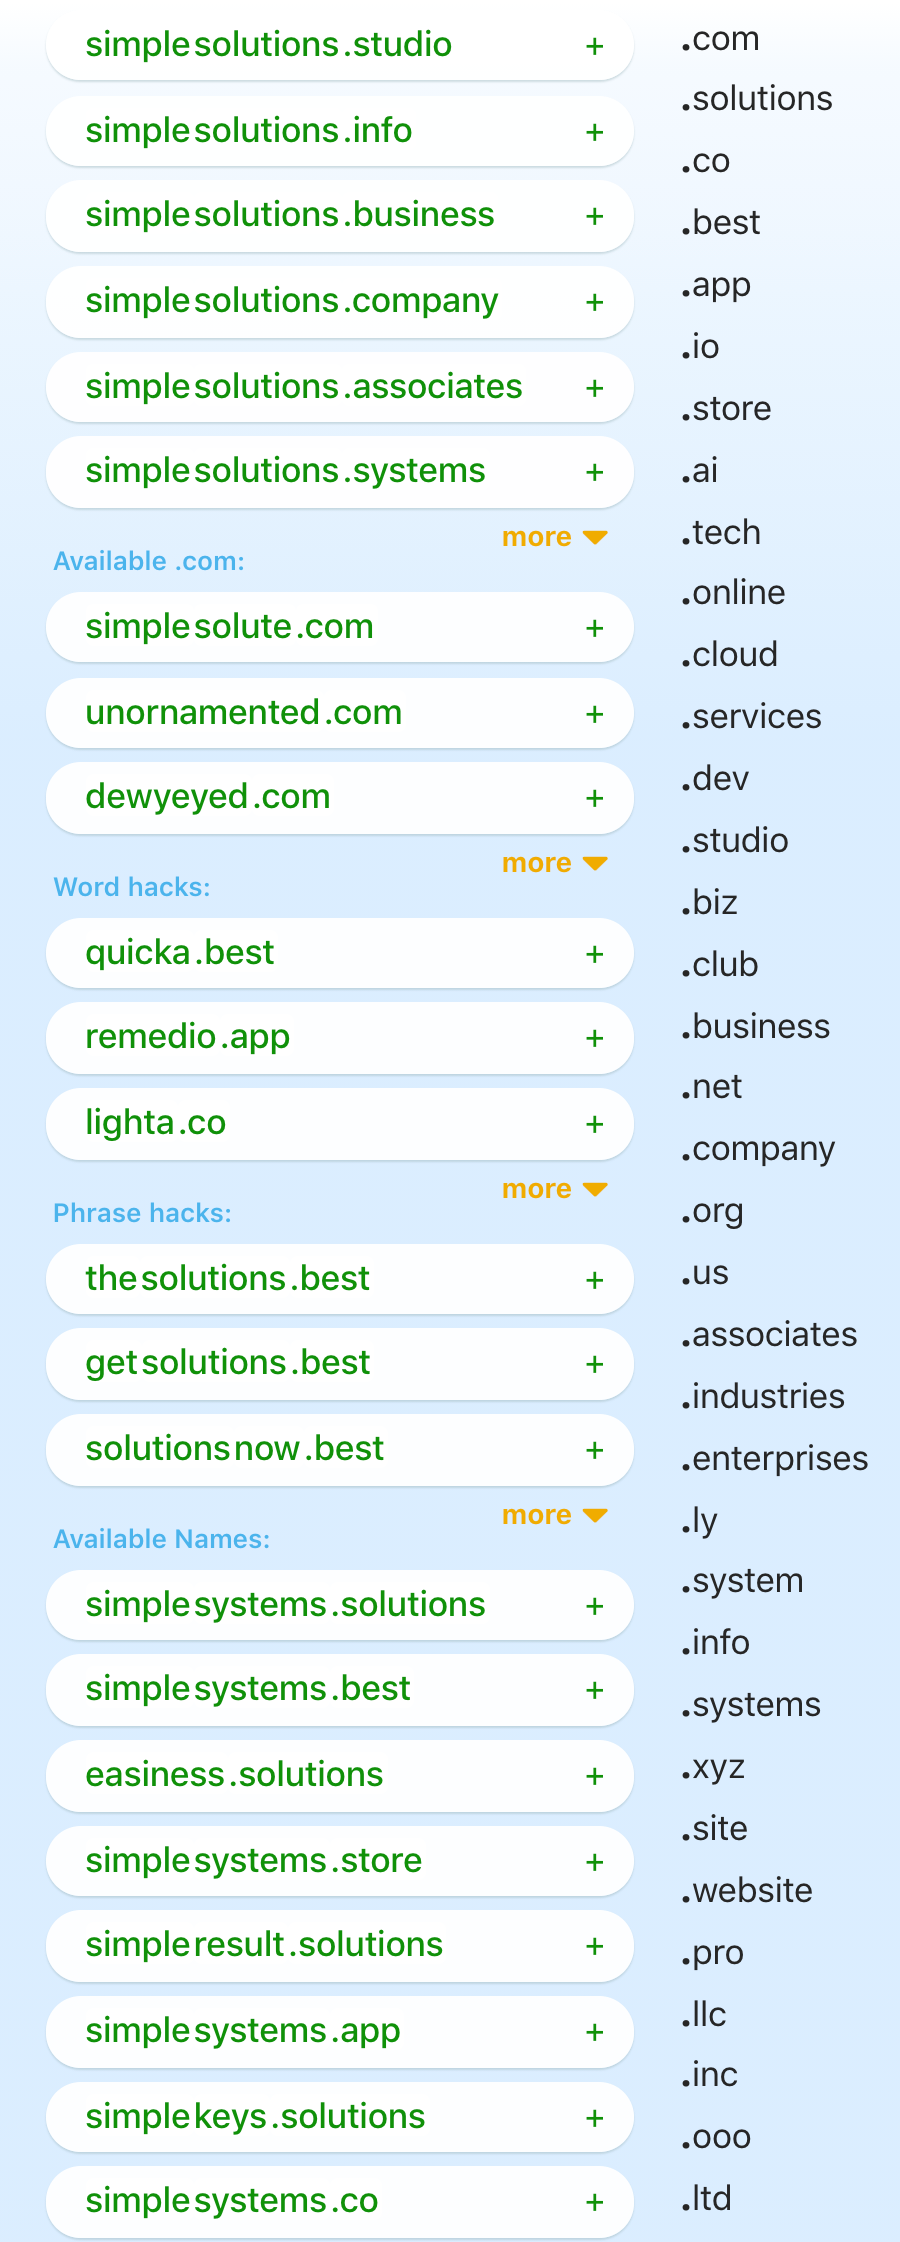 simplesolutions.studio +
simplesolutions.info +
simplesolutions.business +
simplesolutions.company +
simplesolutions.associates +
simplesolutions.systems +
more
Available .com:
simplesolute.com +
unornamented.com +
dewyeyed.com +
more
Word hacks:
quicka.best +
remedio.app +
lighta.co +
more
Phrase hacks:
thesolutions.best +
getsolutions.best +
solutionsnow.best +
more
Available Names:
simplesystems.solutions +
simplesystems.best +
easiness.solutions +
simplesystems.store +
simpleresult.solutions +
simplesystems.app +
simplekeys.solutions +
simplesystems.co +
.com
.solutions
.co
.best
.app
.io
.store
.ai
.tech
.online
.cloud
.services
.dev
.studio
.biz
.club
.business
.net
.company
.org
.us
.associates
.industries
.enterprises
.ly
.system
.info
.systems
.xyz
.site
.website
.pro
.llc
.inc
.ooo
.ltd